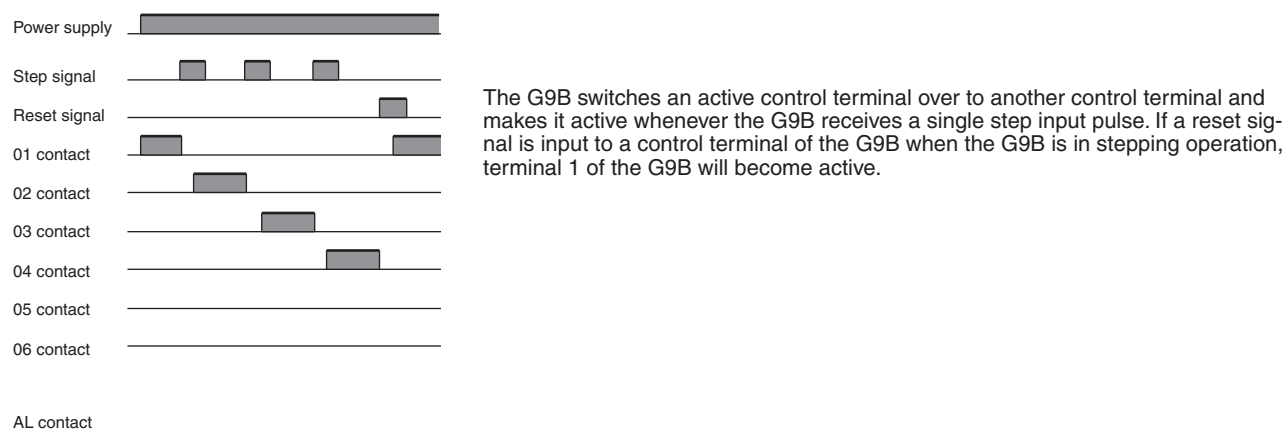 Power supply
Step signal
Reset signal
01 contact
02 contact
03 contact
04 contact
05 contact
06 contact
AL contact
The G9B switches an active control terminal over to another control terminal and
makes it active whenever the G9B receives a single step input pulse. If a reset sig-
nal is input to a control terminal of the G9B when the G9B is in stepping operation,
terminal 1 of the G9B will become active.